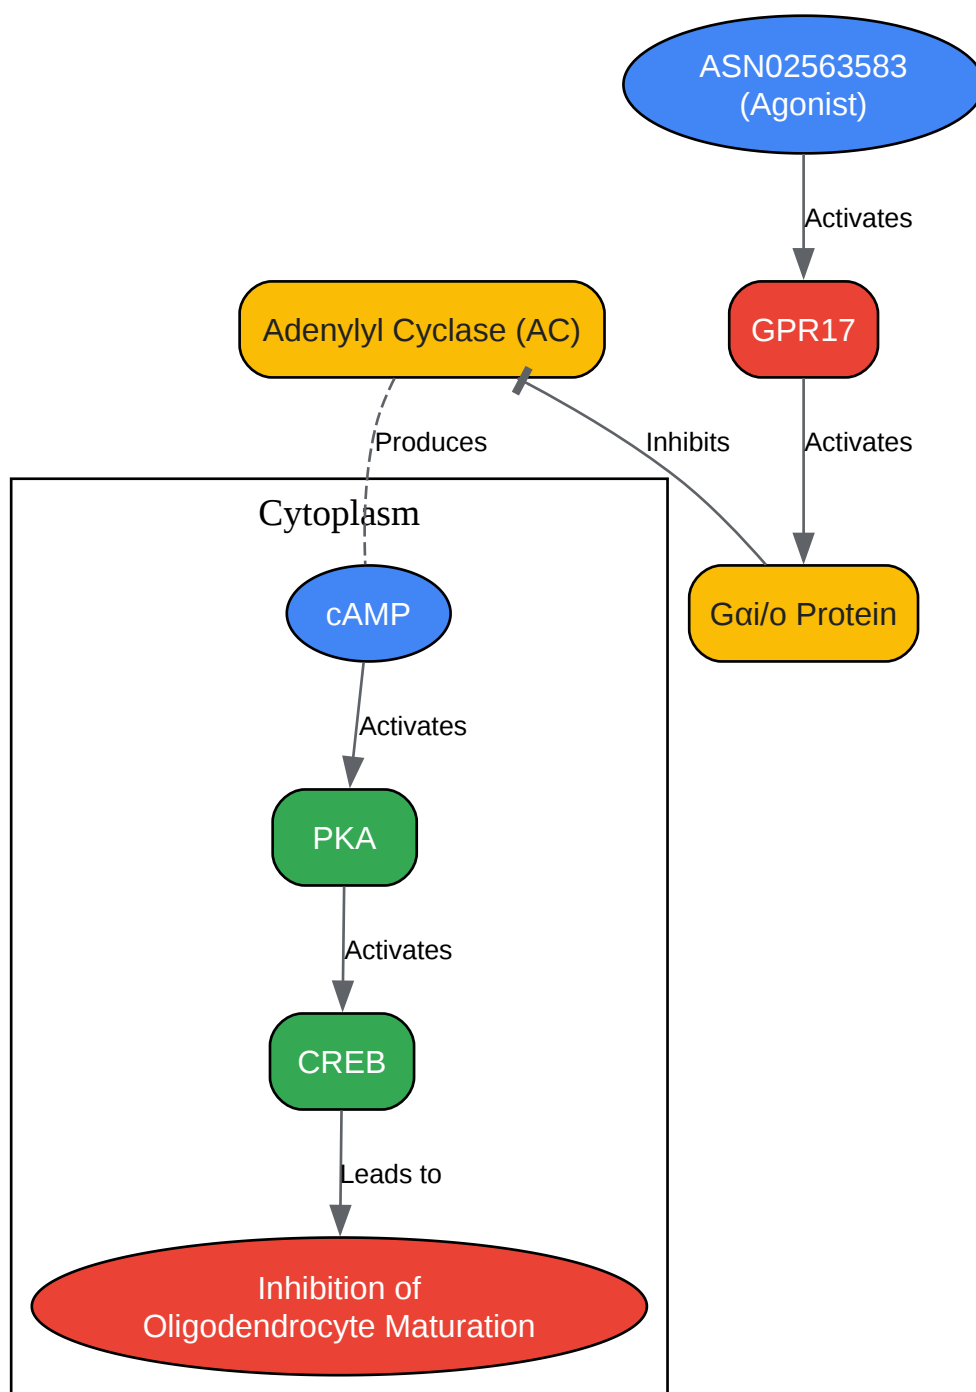 ASN02563583
(Agonist)
Activates
Adenylyl Cyclase (AC)
GPR17
Produces
Inhibits
Activates
Cytoplasm
cAMP
Gαi/o Protein
Activates
PKA
Activates
CREB
Leads to
Inhibition of
Oligodendrocyte Maturation